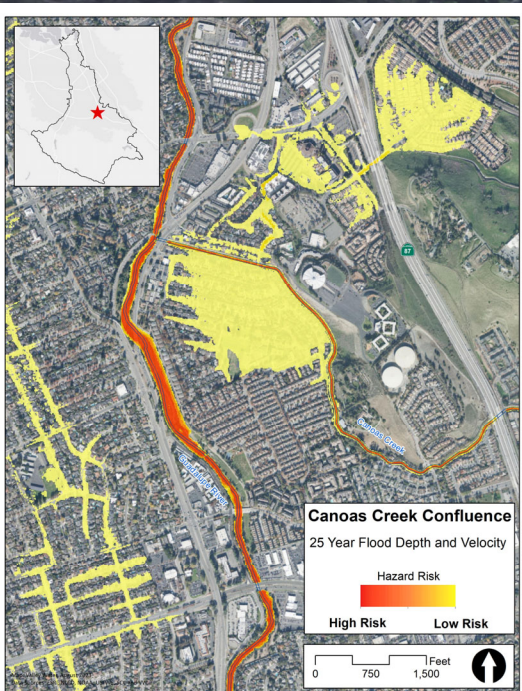 87
Canoas Creek
Guadalupe River
Canoas Creek Confluence
25 Year Flood Depth and Velocity
Hazard Risk
High Risk Low Risk
Feet
0 750 1,500